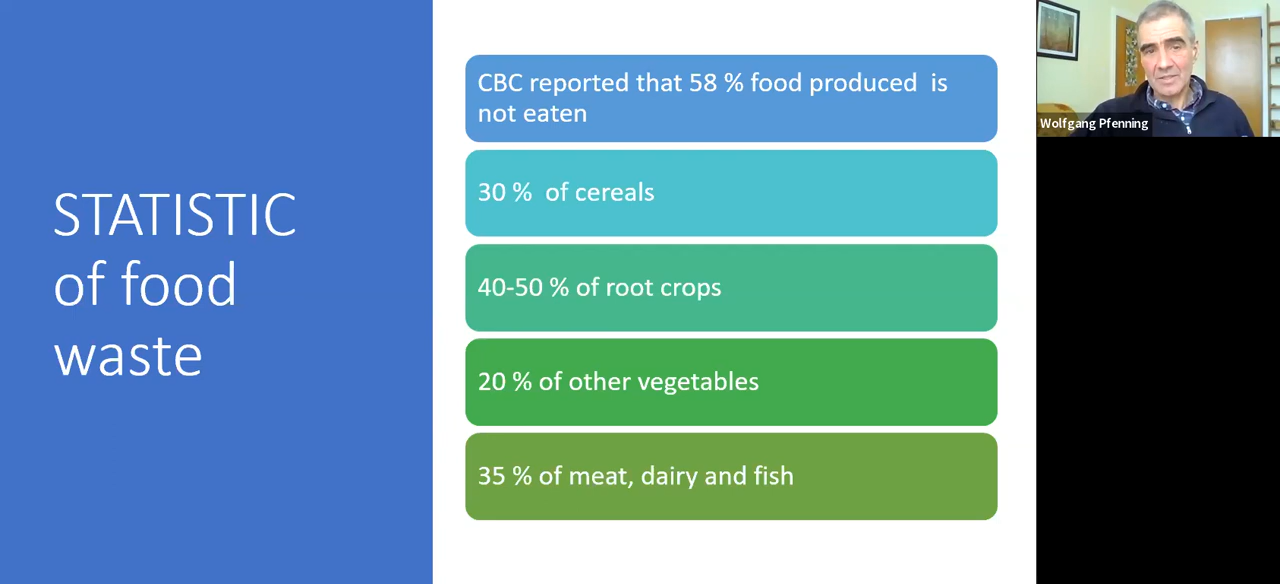 STATISTIC
of food
waste
CBC reported that 58 % food produced  is
not eaten
30 %  of cereals
40-50 % of root crops
20 % of other vegetables
35 % of meat, dairy and fish
Wolfgang Pfenning